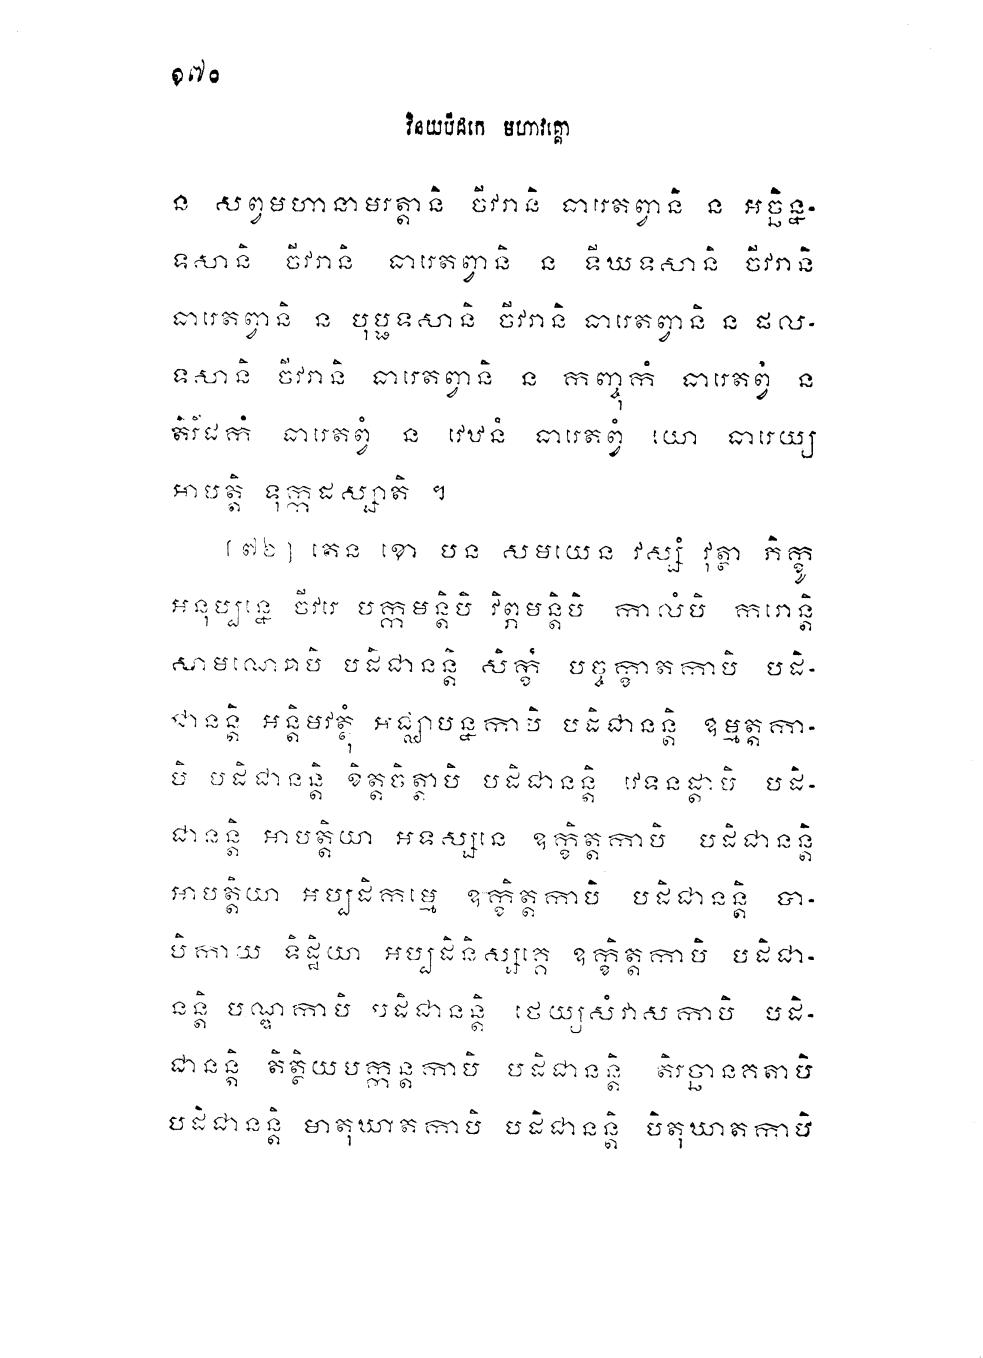 ១៧០
វិនយបិដកេ មហាវគ្គោ
ន សព្វមហានាមរត្តានិ ចីវរានិ ធារេតព្វានិ ន អច្ឆិន្ន-
ទសានិ ចីវរានិ ធារេតព្វានិ ន ទីឃទសានិ ចីវរានិ
ធារេតព្វានិ ន បុប្ផទសានិ ចីវរានិ ធារេតព្វានិ ន ផល-
ទសានិ ចីវរានិ ធារេតព្វានិ ន កញ្ចុកំ ធារេតព្វំ ន
តិរីដកំ ធារេតព្វំ ន វេឋនំ ធារេតព្វំ យោ ធារេយ្យ
អាបត្តិ ទុក្កដស្សាតិ ។
[៧២] តេន ខោ បន សមយេន វស្សំ វុត្ថា ភិក្ខូ
អនុប្បន្នេ ចីវរេ បក្កមន្តិបិ វិព្ភមន្តិបិ កាលំបិ ករោន្តិ
សាមណេរាបិ បដិជានន្តិ សិក្ខំ បច្ចក្ខាតកាបិ បដិ-
ជានន្តិ អន្តិមវត្ថុំ អជ្ឈាបន្នកាបិ បដិជានន្តិ ឧម្មត្តកា-
បិ បដិជានន្តិ ខិត្តចិត្តាបិ បដិជានន្តិ វេទនដ្តាបិ បដិ-
ជានន្តិ អាបត្តិយា អទស្សនេ ឧក្ខិត្តកាបិ បដិជានន្តិ
អាបត្តិយា អប្បដិកម្មេ ឧក្ខិត្តកាបិ បដិជានន្តិ បា-
បិកាយ ទិដ្ឋិយា អប្បដិនិស្សគ្គេ ឧក្ខិត្តកាបិ បដិជា-
នន្តិ បណ្ឌកាបិ បដិជានន្តិ ថេយ្យសំវាសកាបិ បដិ-
ជានន្តិ តិត្ថិយបក្កន្តកាបិ បដិជានន្តិ តិរច្ឆានគតាបិ
បដិជានន្តិ មាតុឃាតកាបិ បដិជានន្តិ បិតុឃាតកាបិ